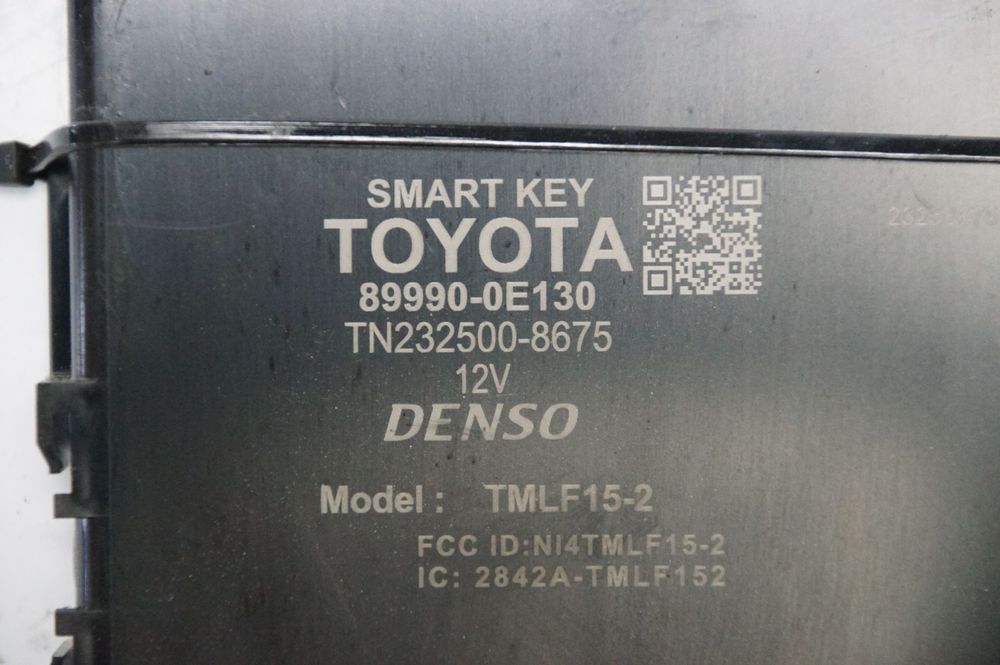 SMART KEY
TOYOTA
89990-0E130
TN232500-8675
12V
DENSO
Model : TMLF15-2
FCC ID:NI4TMLF15-2
IC: 2842A-TMLF152